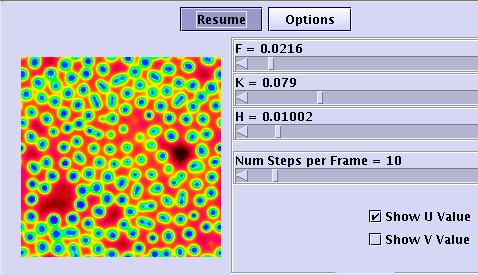 Resume Options
F = 0.0216
K = 0.079
H = 0.01002
Num Steps per Frame = 10
Show U Value
Show V Value